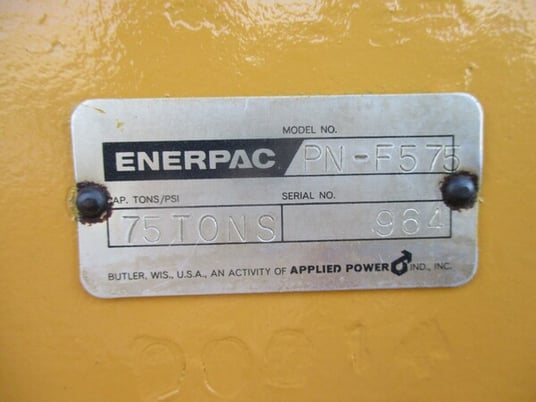 MODEL NO.
ENERPAC PN-F575
CAP. TONS/PSI SERIAL NO.
75 TONS 964
BUTLER, WIS., U.S.A., AN ACTIVITY OF APPLIED POWER IND., INC.